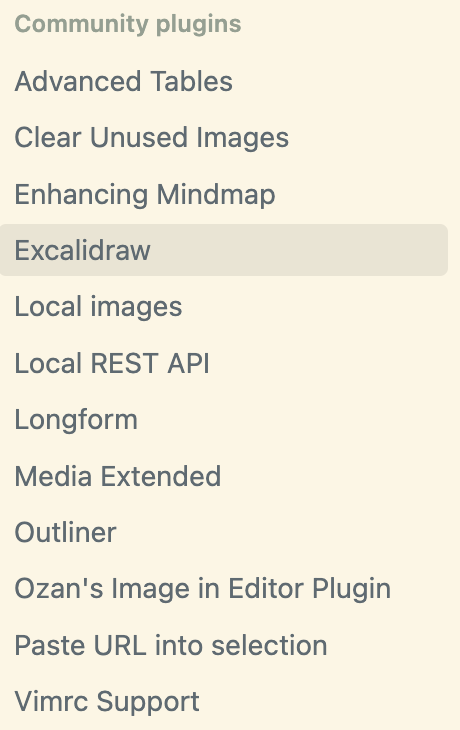 Community plugins
Advanced Tables
Clear Unused Images
Enhancing Mindmap
Excalidraw
Local images
Local REST API
Longform
Media Extended
Outliner
Ozan's Image in Editor Plugin
Paste URL into selection
Vimrc Support